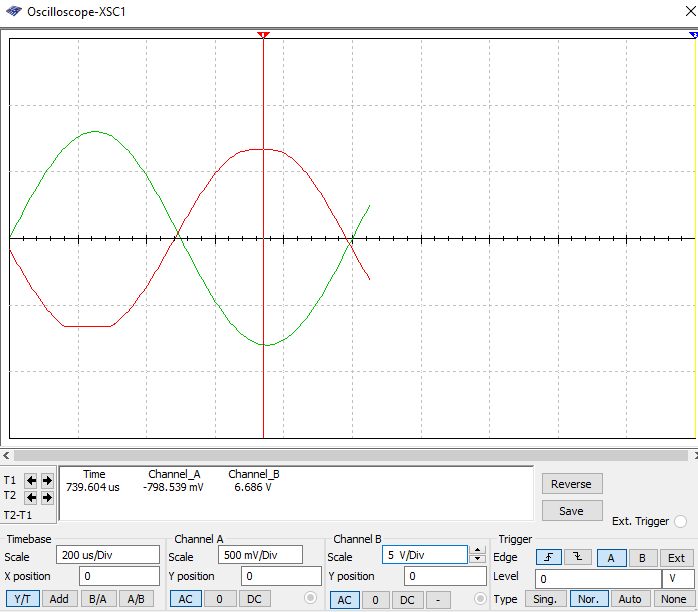 Oscilloscope-XSC1
1
T1
T2
T2-T1
Time Channel_A Channel_B
739.604 us -798.539 mV 6.686 V
Reverse
Save
Ext. Trigger
Timebase
Scale 200 us/Div
X position 0
Y/T Add B/A A/B
Channel A
Scale 500 mV/Div
Y position 0
AC 0 DC
Channel B
Scale 5 V/Div
Y position 0
AC 0 DC -
Trigger
Edge A B Ext
Level 0 V
Type Sing. Nor. Auto None